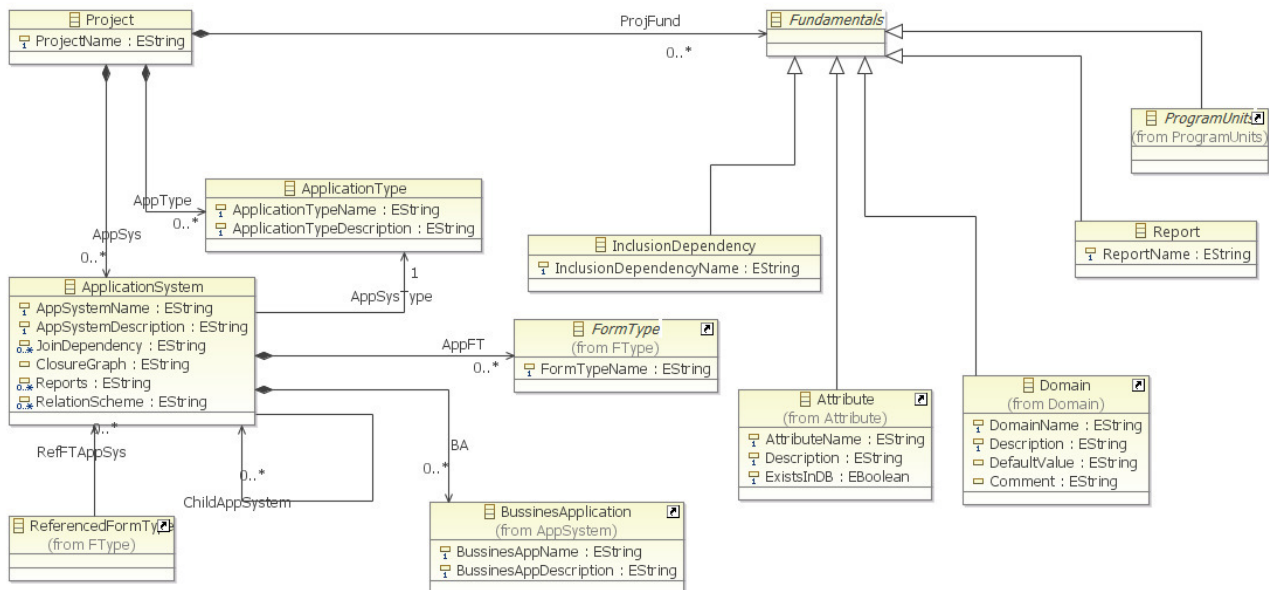 Project
ProjectName : EString
ProjFund
0..*
Fundamentals
ProgramUnits
(from ProgramUnits)
AppType
0..*
ApplicationType
ApplicationTypeName : EString
ApplicationTypeDescription : EString
AppSys
0..*
1
AppSysType
InclusionDependency
InclusionDependencyName : EString
Report
ReportName : EString
ApplicationSystem
AppSystemName : EString
AppSystemDescription : EString
JoinDependency : EString
ClosureGraph : EString
Reports : EString
RelationScheme : EString
AppFT
0..*
FormType
(from FType)
FormTypeName : EString
Attribute
(from Attribute)
AttributeName : EString
Description : EString
ExistsInDB : EBoolean
Domain
(from Domain)
DomainName : EString
Description : EString
DefaultValue : EString
Comment : EString
0..*
RefFTAppSys
BA
0..*
0..*
ChildAppSystem
ReferencedFormType
(from FType)
BussinesApplication
(from AppSystem)
BussinesAppName : EString
BussinesAppDescription : EString